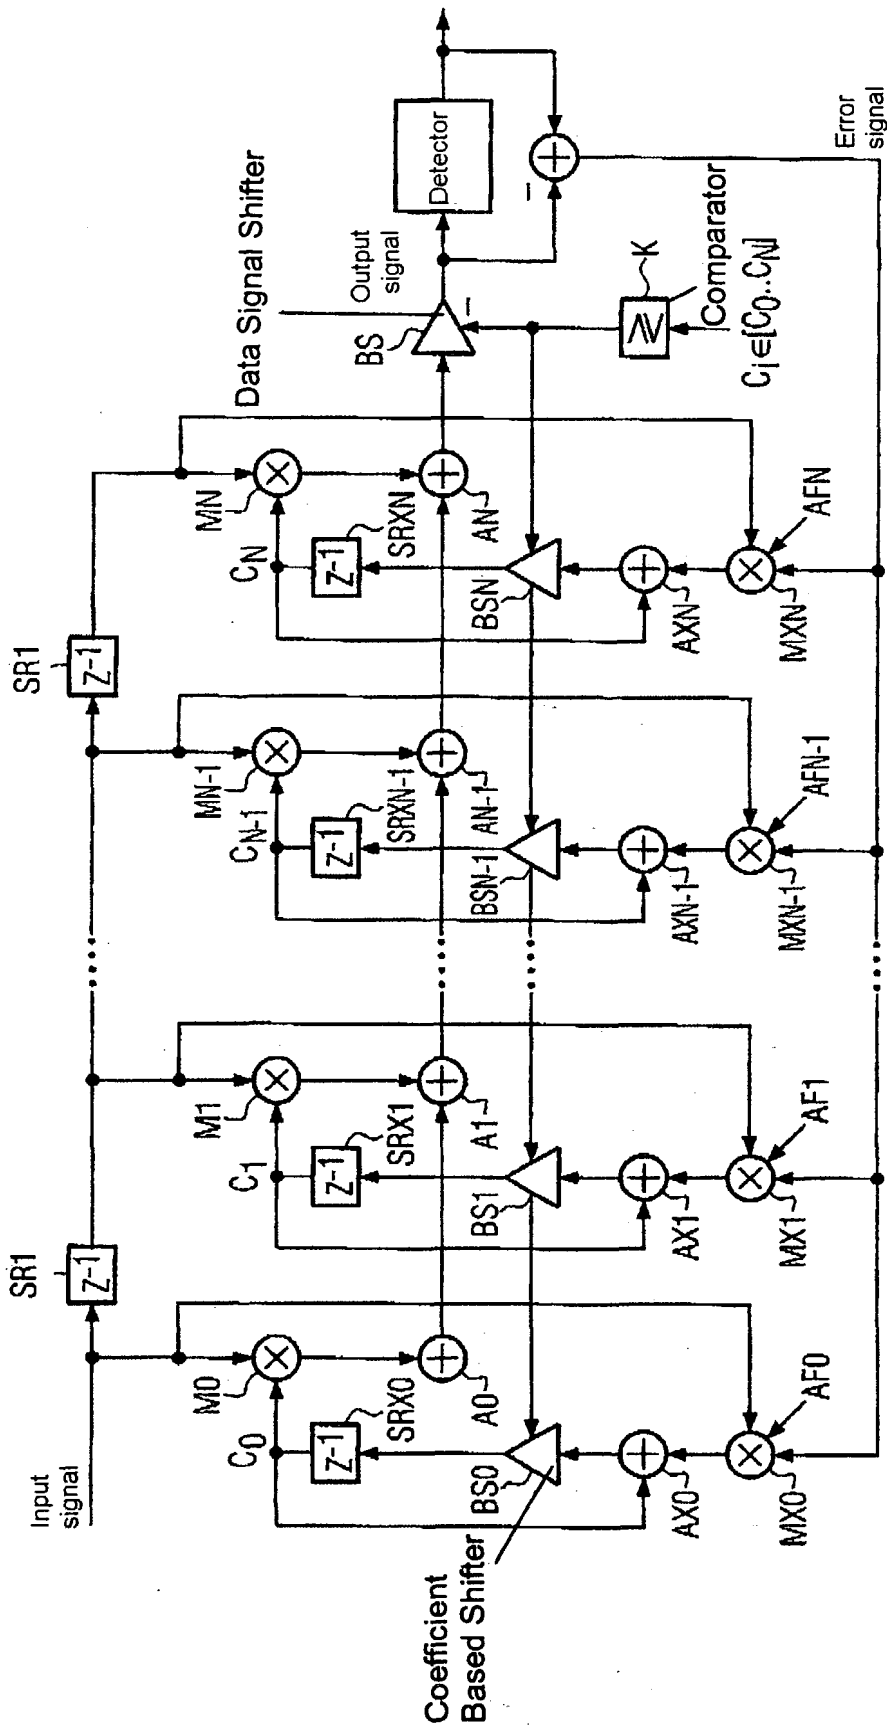 Input
signal
SR1
SR1
Z-1
Z-1
M0
M1
MN-1
MN
Data Signal Shifter
C0
C1
CN-1
CN
Z-1
Z-1
Z-1
Z-1
Output
signal
BS
SRX0
SRX1
SRXN-1
SRXN
Detector
Coefficient
Based Shifter
A0
A1
AN-1
AN
BS0
BS1
BSN-1
BSN
–
–
≥
K
AX0
AX1
AXN-1
AXN
Comparator
Ci∈[C0..CN]
MX0
MX1
MXN-1
MXN
AF0
AF1
AFN-1
AFN
Error
signal